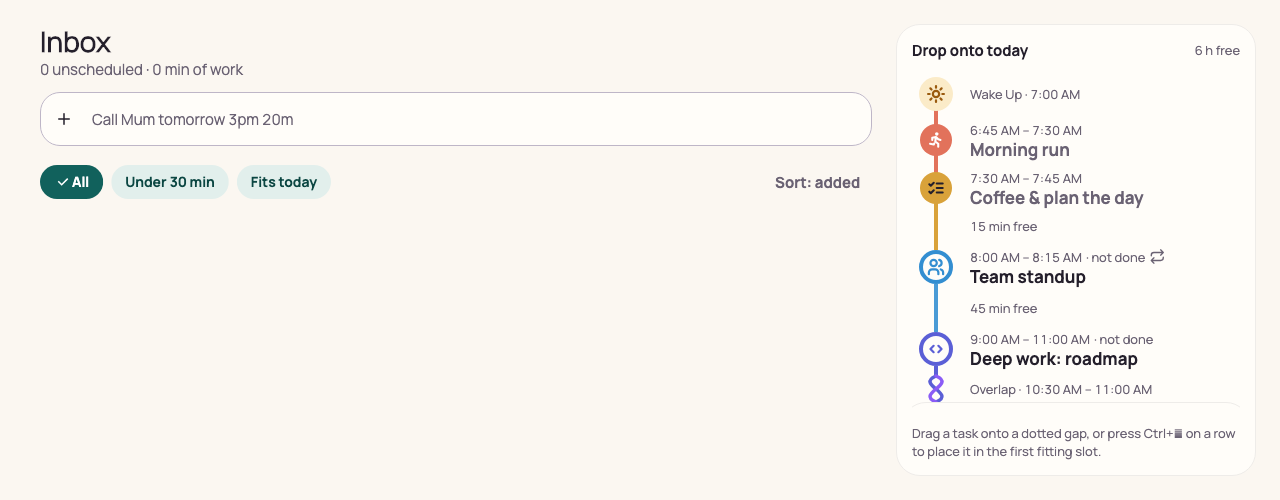 Inbox
0 unscheduled · 0 min of work
Call Mum tomorrow 3pm 20m
All
Under 30 min
Fits today
Sort: added
Drop onto today
6 h free
Wake Up · 7:00 AM
6:45 AM – 7:30 AM
Morning run
7:30 AM – 7:45 AM
Coffee & plan the day
15 min free
8:00 AM – 8:15 AM · not done
Team standup
45 min free
9:00 AM – 11:00 AM · not done
Deep work: roadmap
Overlap · 10:30 AM – 11:00 AM
Drag a task onto a dotted gap, or press Ctrl+ on a row
to place it in the first fitting slot.